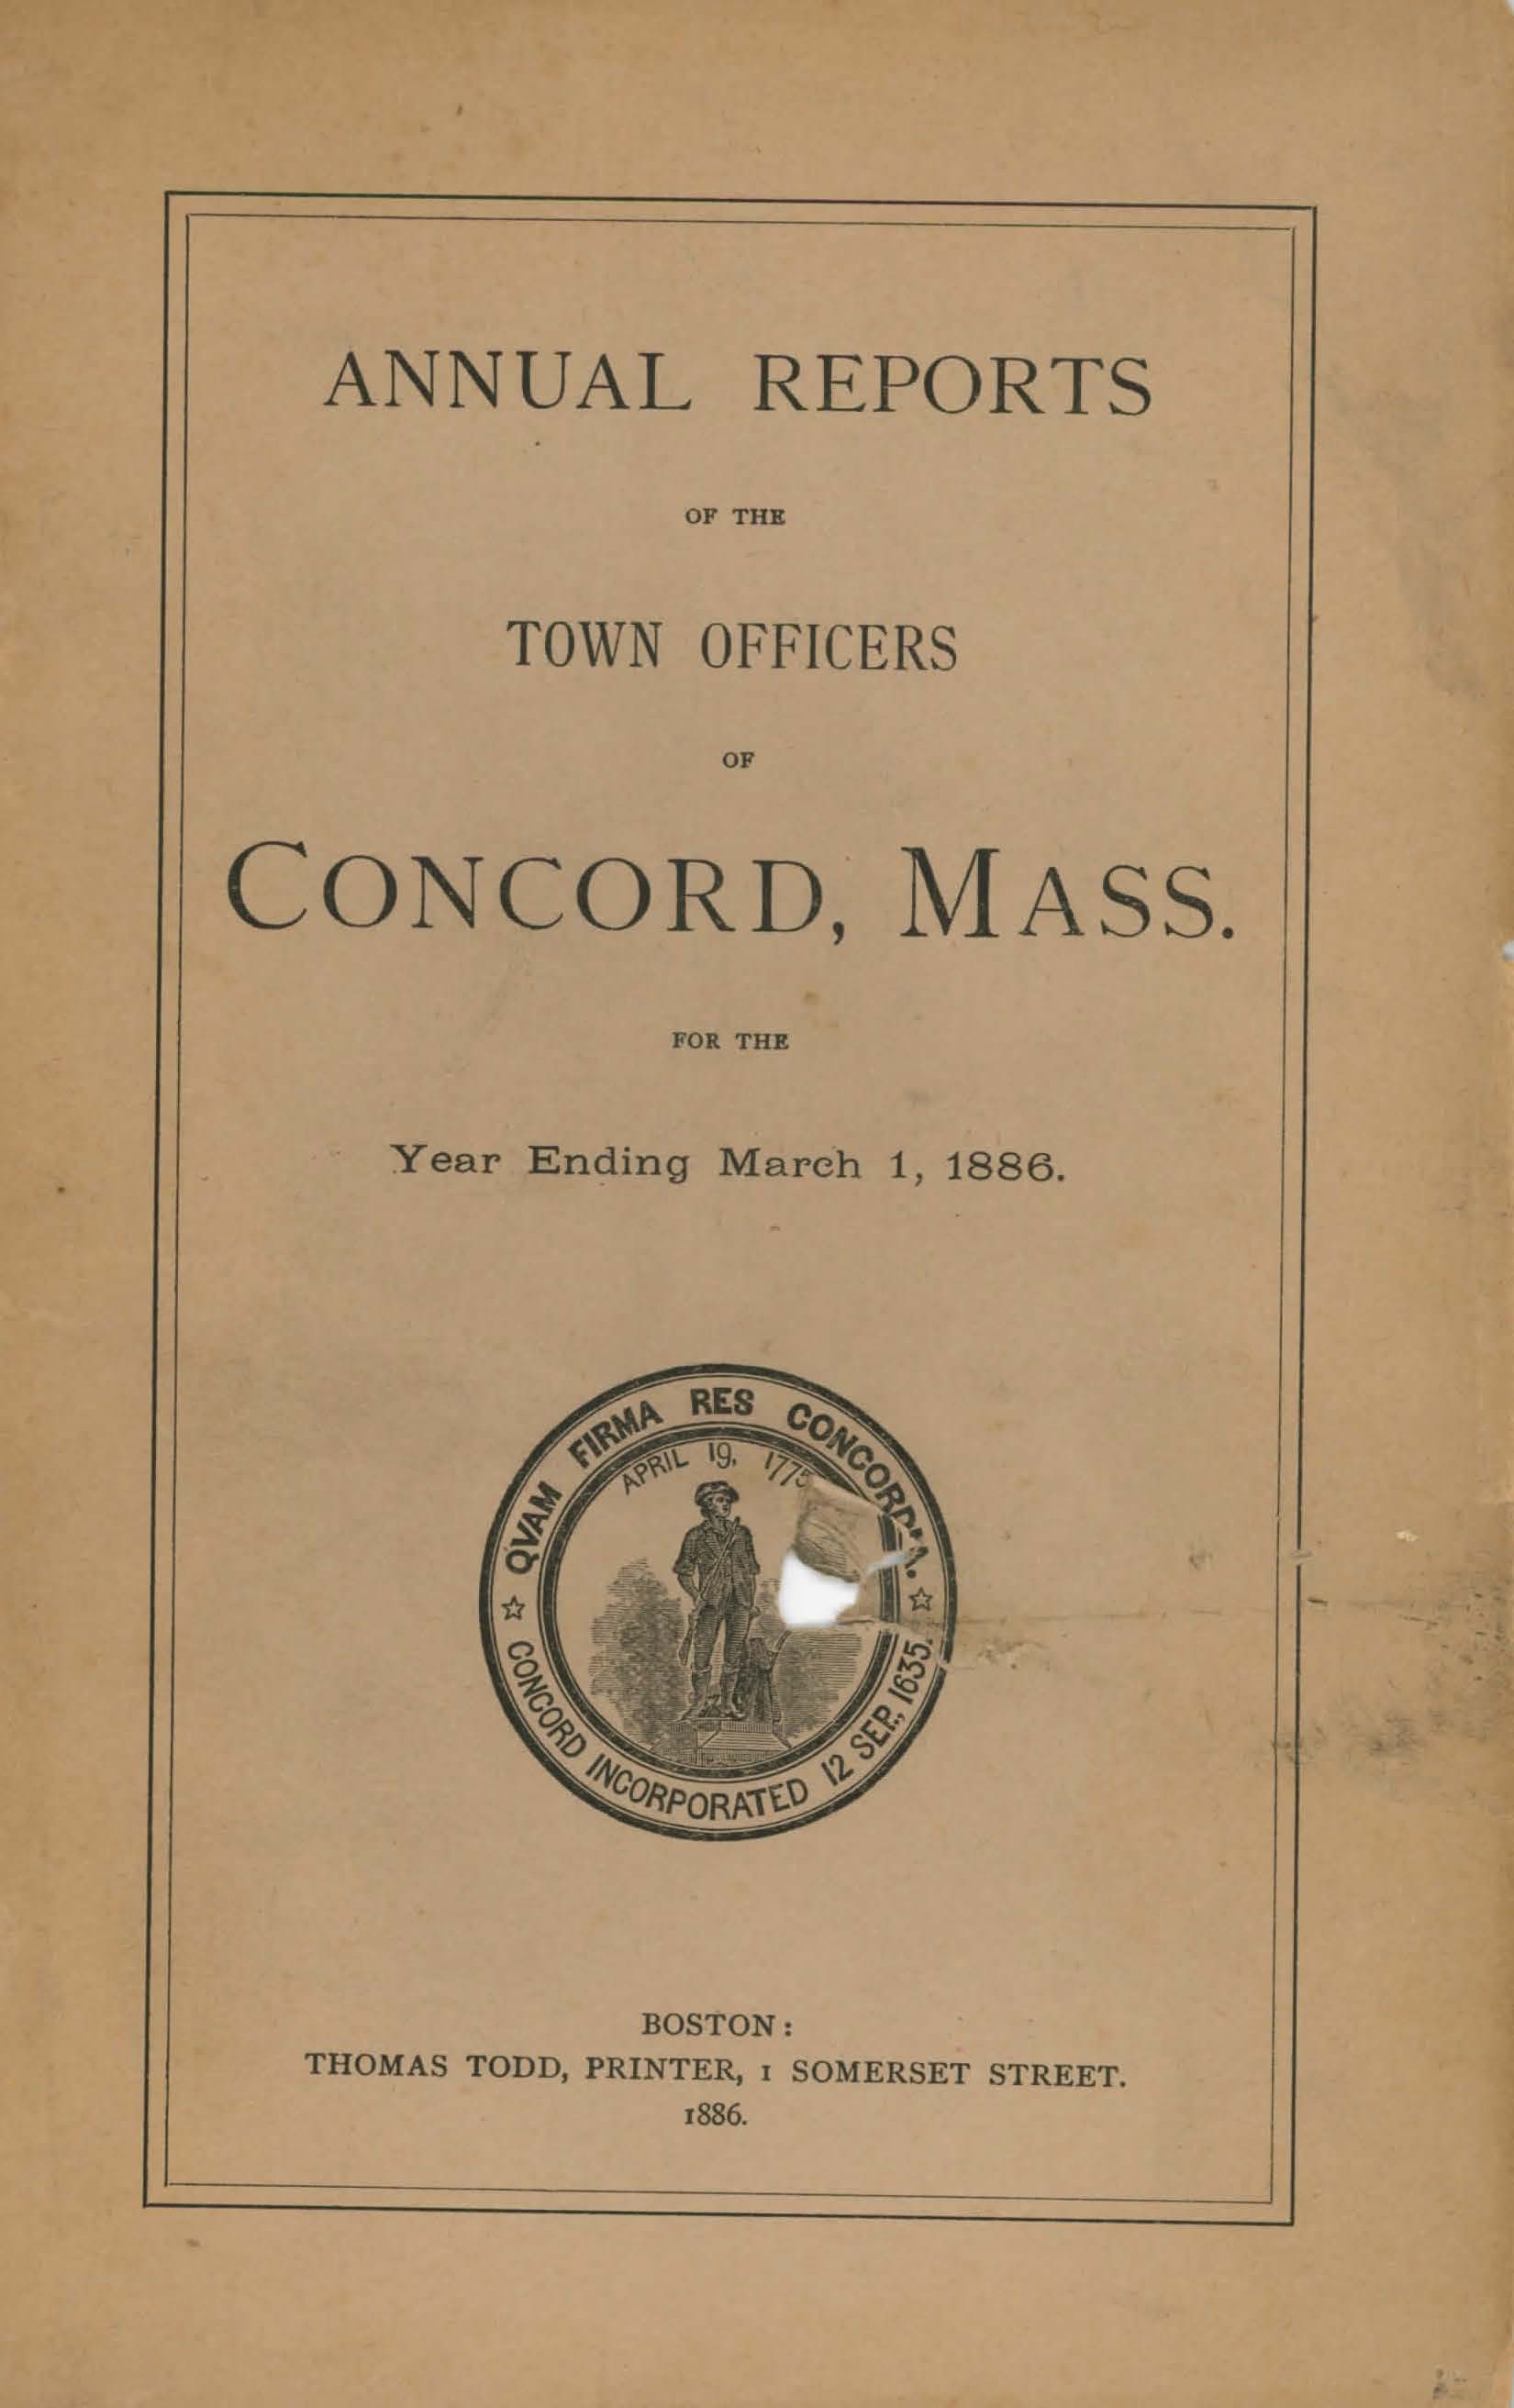 ANNUAL REPORTS
OF THE
TOWN OFFICERS
OF
CONCORD, MASS.
FOR THE
Year Ending March 1, 1886.
QVAM FIRMA RES CONCORDIA.
APRIL 19, 1775
☆ CONCORD INCORPORATED 12 SEP., 1635. ☆
BOSTON:
THOMAS TODD, PRINTER, 1 SOMERSET STREET.
1886.